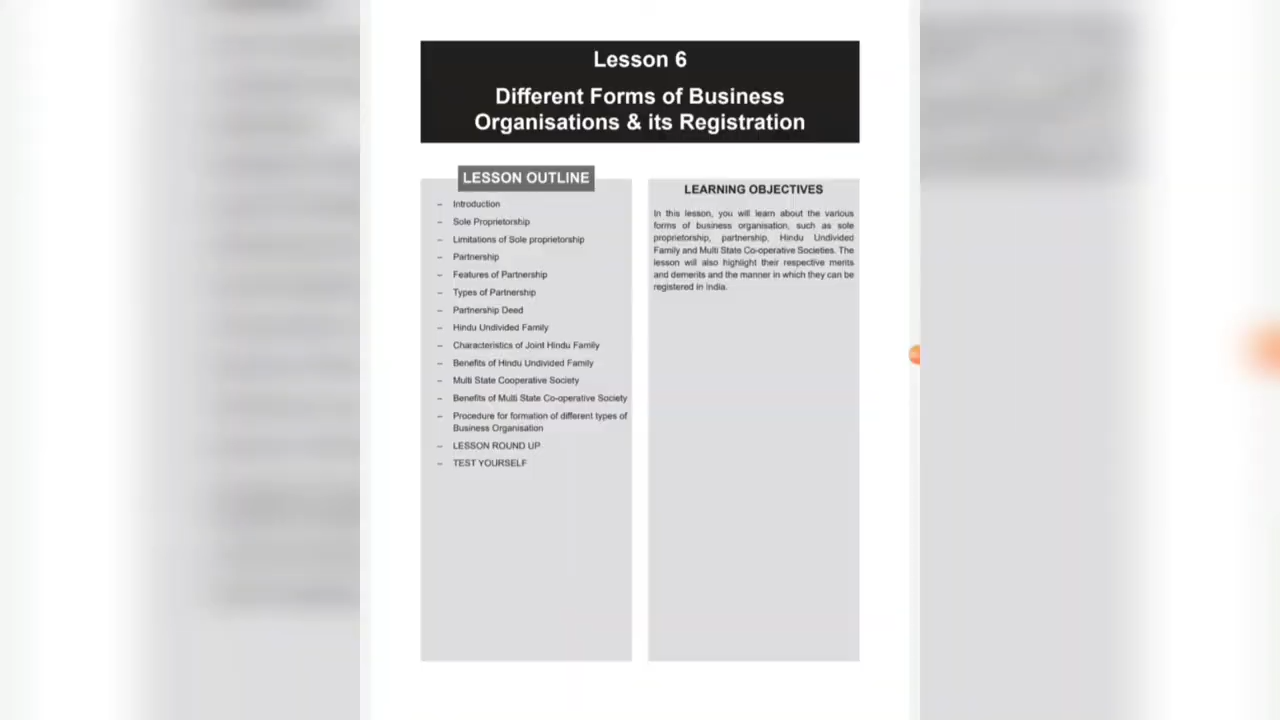 Lesson 6
Different Forms of Business
Organisations & its Registration
LESSON OUTLINE
– Introduction
– Sole Proprietorship
– Limitations of Sole proprietorship
– Partnership
– Features of Partnership
– Types of Partnership
– Partnership Deed
– Hindu Undivided Family
– Characteristics of Joint Hindu Family
– Benefits of Hindu Undivided Family
– Multi State Cooperative Society
– Benefits of Multi State Co-operative Society
– Procedure for formation of different types of
Business Organisation
– LESSON ROUND UP
– TEST YOURSELF
LEARNING OBJECTIVES
In this lesson, you will learn about the various
forms of business organisation, such as sole
proprietorship, partnership, Hindu Undivided
Family and Multi State Co-operative Societies. The
lesson will also highlight their respective merits
and demerits and the manner in which they can be
registered in India.